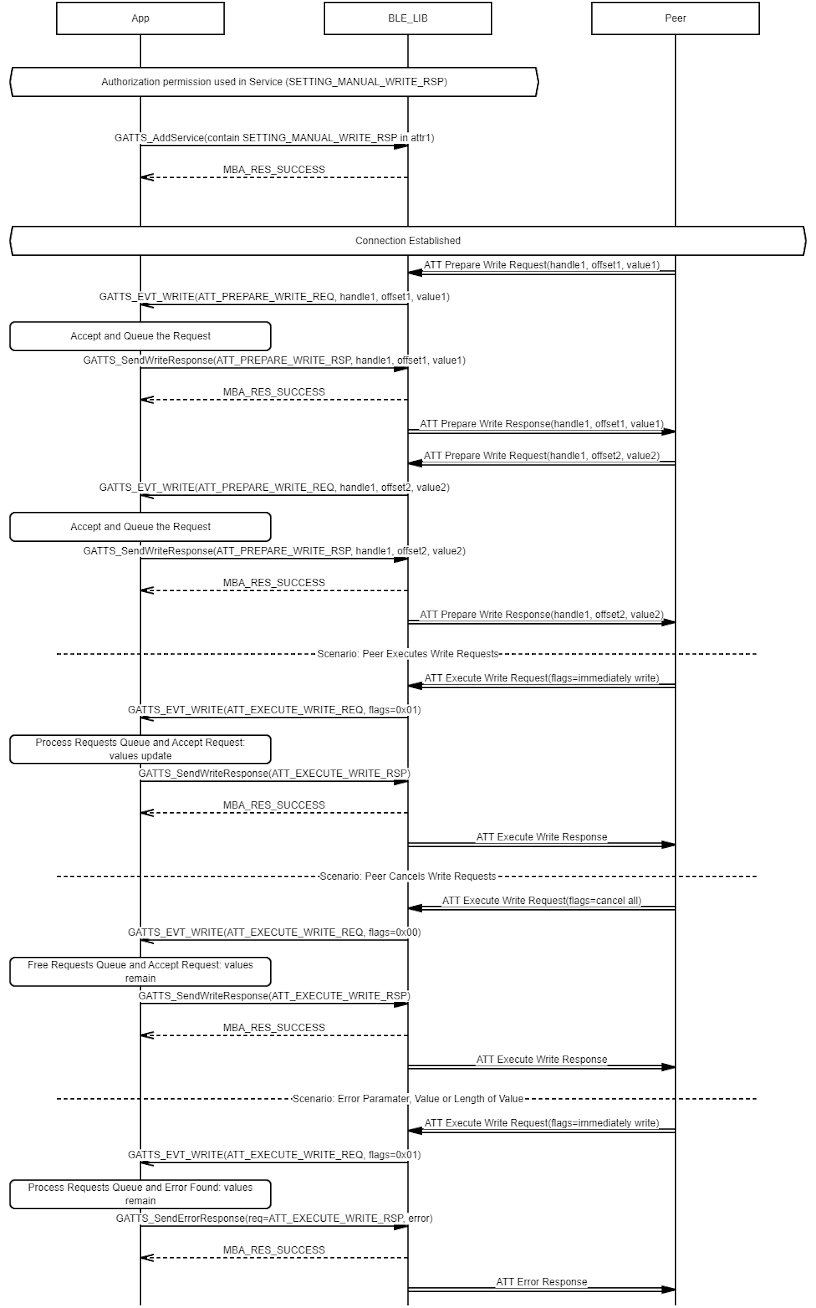 App
BLE_LIB
Peer
Authorization permission used in Service (SETTING_MANUAL_WRITE_RSP)
GATTS_AddService(contain SETTING_MANUAL_WRITE_RSP in attr1)
MBA_RES_SUCCESS
Connection Established
ATT Prepare Write Request(handle1, offset1, value1)
GATTS_EVT_WRITE(ATT_PREPARE_WRITE_REQ, handle1, offset1, value1)
Accept and Queue the Request
GATTS_SendWriteResponse(ATT_PREPARE_WRITE_RSP, handle1, offset1, value1)
MBA_RES_SUCCESS
ATT Prepare Write Response(handle1, offset1, value1)
ATT Prepare Write Request(handle1, offset2, value2)
GATTS_EVT_WRITE(ATT_PREPARE_WRITE_REQ, handle1, offset2, value2)
Accept and Queue the Request
GATTS_SendWriteResponse(ATT_PREPARE_WRITE_RSP, handle1, offset2, value2)
MBA_RES_SUCCESS
ATT Prepare Write Response(handle1, offset2, value2)
Scenario: Peer Executes Write Requests
ATT Execute Write Request(flags=immediately write)
GATTS_EVT_WRITE(ATT_EXECUTE_WRITE_REQ, flags=0x01)
Process Requests Queue and Accept Request:
values update
GATTS_SendWriteResponse(ATT_EXECUTE_WRITE_RSP)
MBA_RES_SUCCESS
ATT Execute Write Response
Scenario: Peer Cancels Write Requests
ATT Execute Write Request(flags=cancel all)
GATTS_EVT_WRITE(ATT_EXECUTE_WRITE_REQ, flags=0x00)
Free Requests Queue and Accept Request: values
remain
GATTS_SendWriteResponse(ATT_EXECUTE_WRITE_RSP)
MBA_RES_SUCCESS
ATT Execute Write Response
Scenario: Error Paramater, Value or Length of Value
ATT Execute Write Request(flags=immediately write)
GATTS_EVT_WRITE(ATT_EXECUTE_WRITE_REQ, flags=0x01)
Process Requests Queue and Error Found: values
remain
GATTS_SendErrorResponse(req=ATT_EXECUTE_WRITE_RSP, error)
MBA_RES_SUCCESS
ATT Error Response